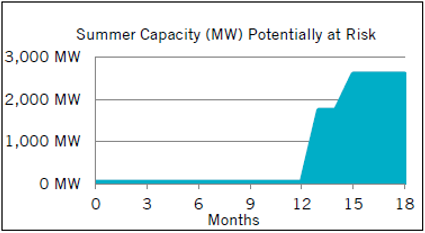 Summer Capacity (MW) Potentially at Risk
3,000 MW
2,000 MW
1,000 MW
0 MW
0 3 6 9 12 15 18
Months